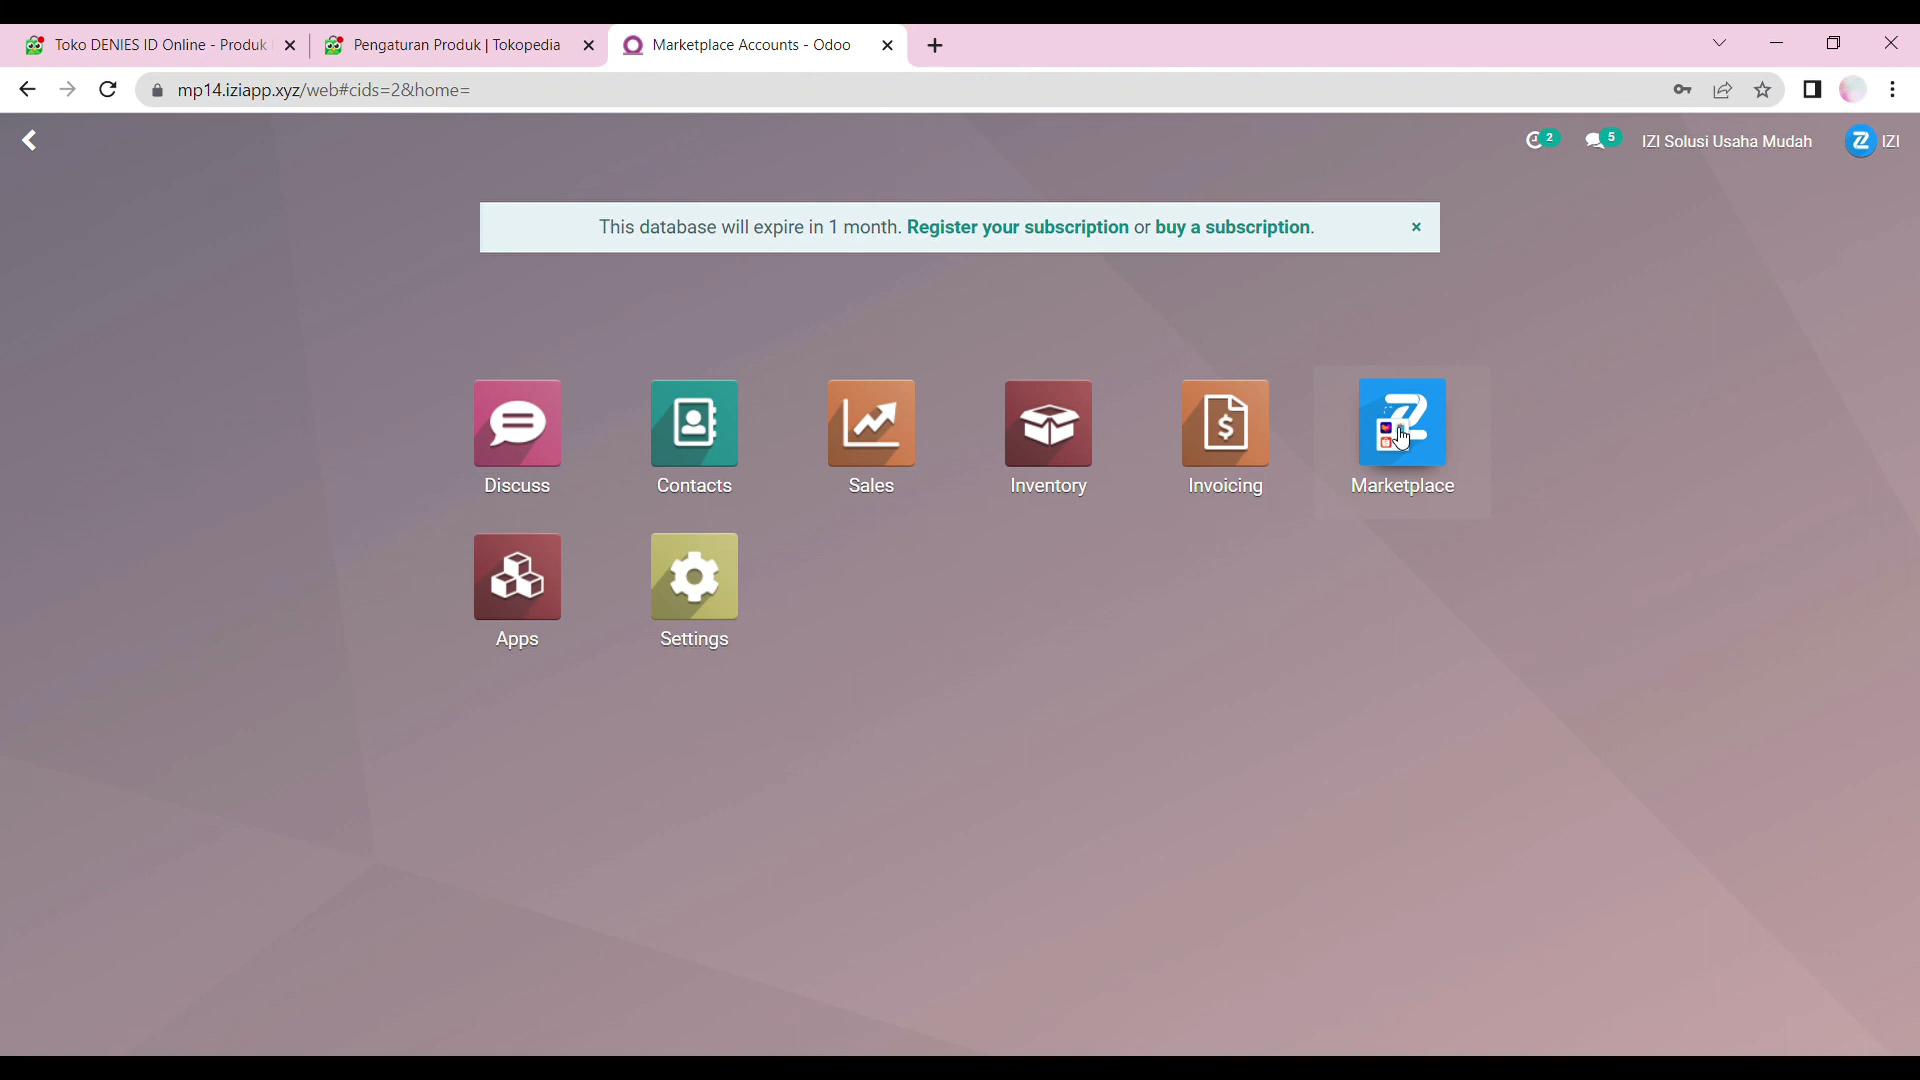 Toko DENIES ID Online - Produk
Pengaturan Produk | Tokopedia
Marketplace Accounts - Odoo
mp14.iziapp.xyz/web#cids=2&home=
2
5
IZI Solusi Usaha Mudah
IZI
This database will expire in 1 month. Register your subscription or buy a subscription.
Discuss
Contacts
Sales
Inventory
Invoicing
Marketplace
Apps
Settings